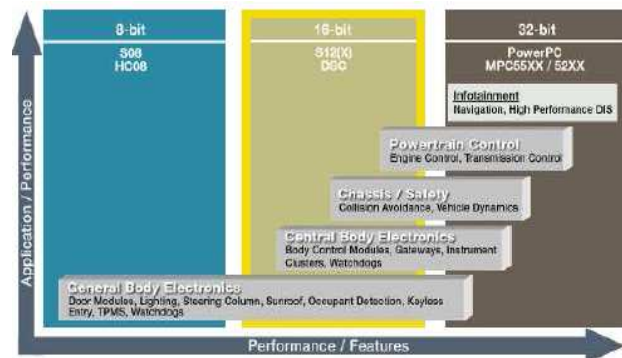 8-bit
S08
HC08
16-bit
S12(X)
DSC
32-bit
PowerPC
MPC55XX / 52XX
Infotainment
Navigation, High Performance DIS
Powertrain Control
Engine Control, Transmission Control
Chassis / Safety
Collision Avoidance, Vehicle Dynamics
Central Body Electronics
Body Control Modules, Gateways, Instrument
Clusters, Watchdogs
General Body Electronics
Door Modules, Lighting, Steering Column, Sunroof, Occupant Detection, Keyless
Entry, TPMS, Watchdogs
Application / Performance
Performance / Features